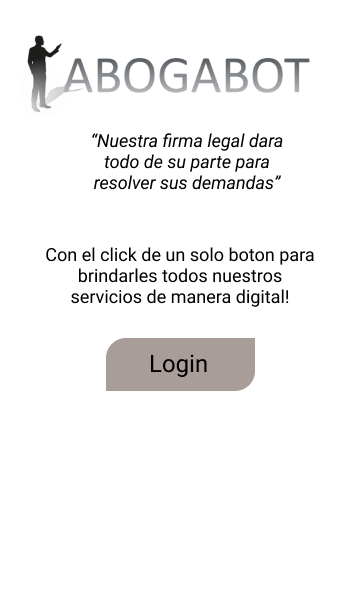 ABOGABOT
“Nuestra firma legal dara
todo de su parte para
resolver sus demandas”
Con el click de un solo boton para
brindarles todos nuestros
servicios de manera digital!
Login